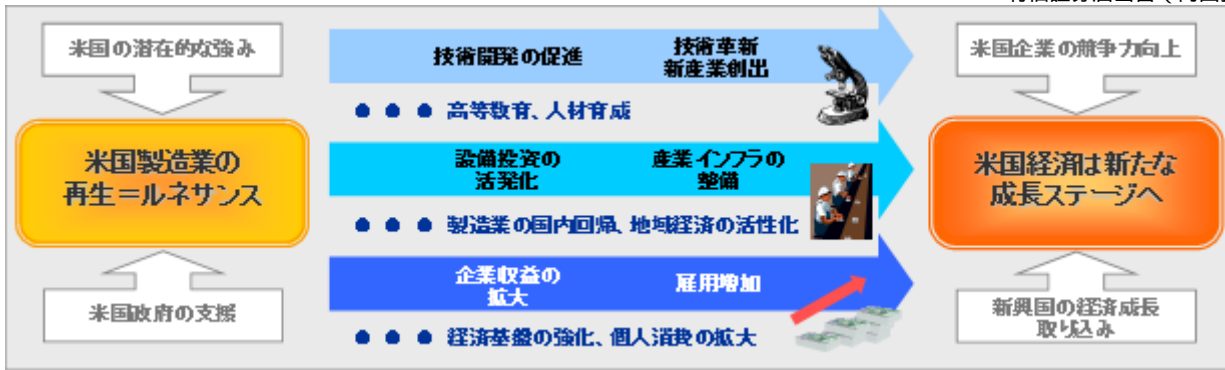 米国の潜在的な強み
米国製造業の
再生＝ルネサンス
米国政府の支援
技術開発の促進
技術革新
新産業創出
● ● ● 高等教育、人材育成
設備投資の
活発化
産業インフラの
整備
● ● ● 製造業の国内回帰、地域経済の活性化
企業収益の
拡大
雇用増加
● ● ● 経済基盤の強化、個人消費の拡大
米国企業の競争力向上
米国経済は新たな
成長ステージへ
新興国の経済成長
取り込み